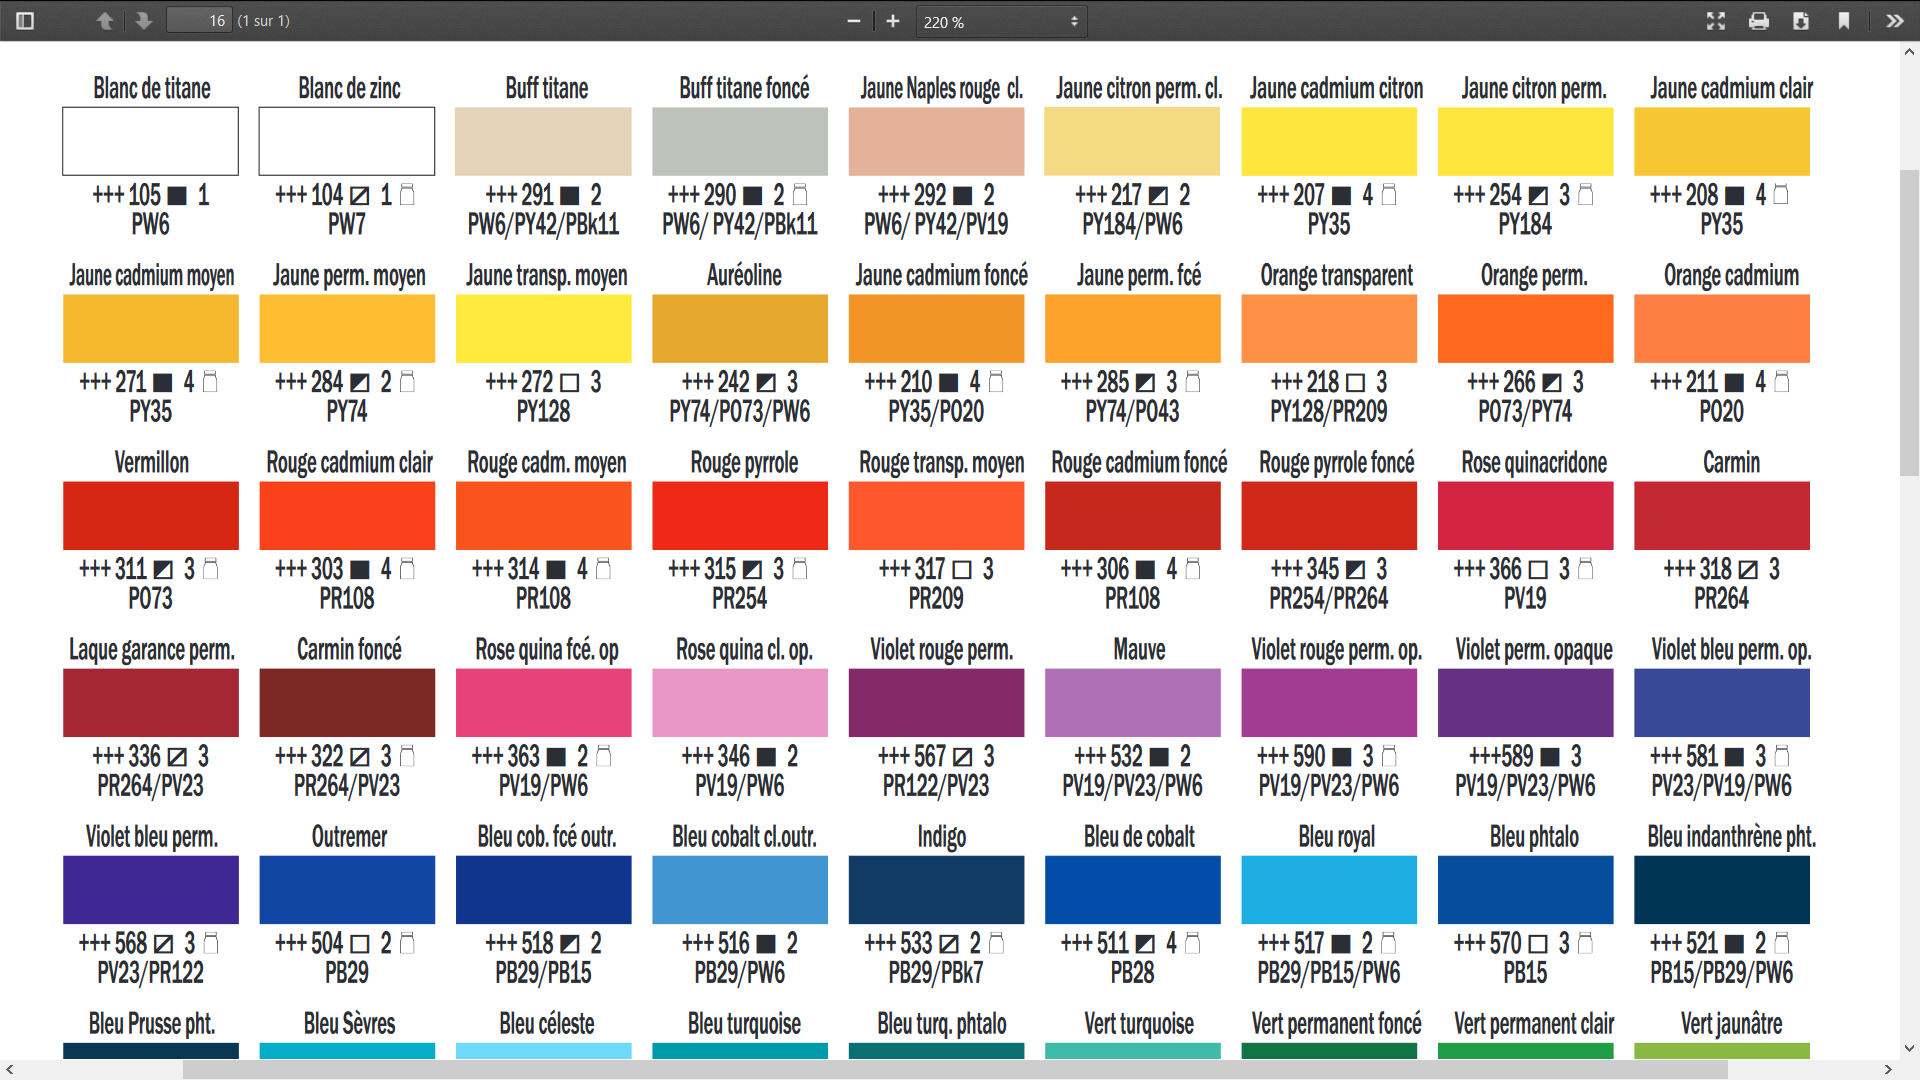 16 (1 sur 1) 220 %
Blanc de titane Blanc de zinc Buff titane Buff titane foncé Jaune Naples rouge cl. Jaune citron perm. cl. Jaune cadmium citron Jaune citron perm. Jaune cadmium clair
+++ 105 1 +++ 104 1 +++ 291 2 +++ 290 2 +++ 292 2 +++ 217 2 +++ 207 4 +++ 254 3 +++ 208 4
PW6 PW7 PW6/PY42/PBk11 PW6/ PY42/PBk11 PW6/ PY42/PV19 PY184/PW6 PY35 PY184 PY35
Jaune cadmium moyen Jaune perm. moyen Jaune transp. moyen Auréoline Jaune cadmium foncé Jaune perm. fcé Orange transparent Orange perm. Orange cadmium
+++ 271 4 +++ 284 2 +++ 272 3 +++ 242 3 +++ 210 4 +++ 285 3 +++ 218 3 +++ 266 3 +++ 211 4
PY35 PY74 PY128 PY74/PO73/PW6 PY35/PO20 PY74/PO43 PY128/PR209 PO73/PY74 PO20
Vermillon Rouge cadmium clair Rouge cadm. moyen Rouge pyrrole Rouge transp. moyen Rouge cadmium foncé Rouge pyrrole foncé Rose quinacridone Carmin
+++ 311 3 +++ 303 4 +++ 314 4 +++ 315 3 +++ 317 3 +++ 306 4 +++ 345 3 +++ 366 3 +++ 318 3
PO73 PR108 PR108 PR254 PR209 PR108 PR254/PR264 PV19 PR264
Laque garance perm. Carmin foncé Rose quina fcé. op Rose quina cl. op. Violet rouge perm. Mauve Violet rouge perm. op. Violet perm. opaque Violet bleu perm. op.
+++ 336 3 +++ 322 3 +++ 363 2 +++ 346 2 +++ 567 3 +++ 532 2 +++ 590 3 +++589 3 +++ 581 3
PR264/PV23 PR264/PV23 PV19/PW6 PV19/PW6 PR122/PV23 PV19/PV23/PW6 PV19/PV23/PW6 PV19/PV23/PW6 PV23/PV19/PW6
Violet bleu perm. Outremer Bleu cob. fcé outr. Bleu cobalt cl.outr. Indigo Bleu de cobalt Bleu royal Bleu phtalo Bleu indanthrène pht.
+++ 568 3 +++ 504 2 +++ 518 2 +++ 516 2 +++ 533 2 +++ 511 4 +++ 517 2 +++ 570 3 +++ 521 2
PV23/PR122 PB29 PB29/PB15 PB29/PW6 PB29/PBk7 PB28 PB29/PB15/PW6 PB15 PB15/PB29/PW6
Bleu Prusse pht. Bleu Sèvres Bleu céleste Bleu turquoise Bleu turq. phtalo Vert turquoise Vert permanent foncé Vert permanent clair Vert jaunâtre